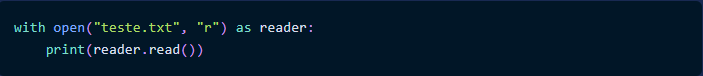 with open("teste.txt", "r") as reader:
    print(reader.read())